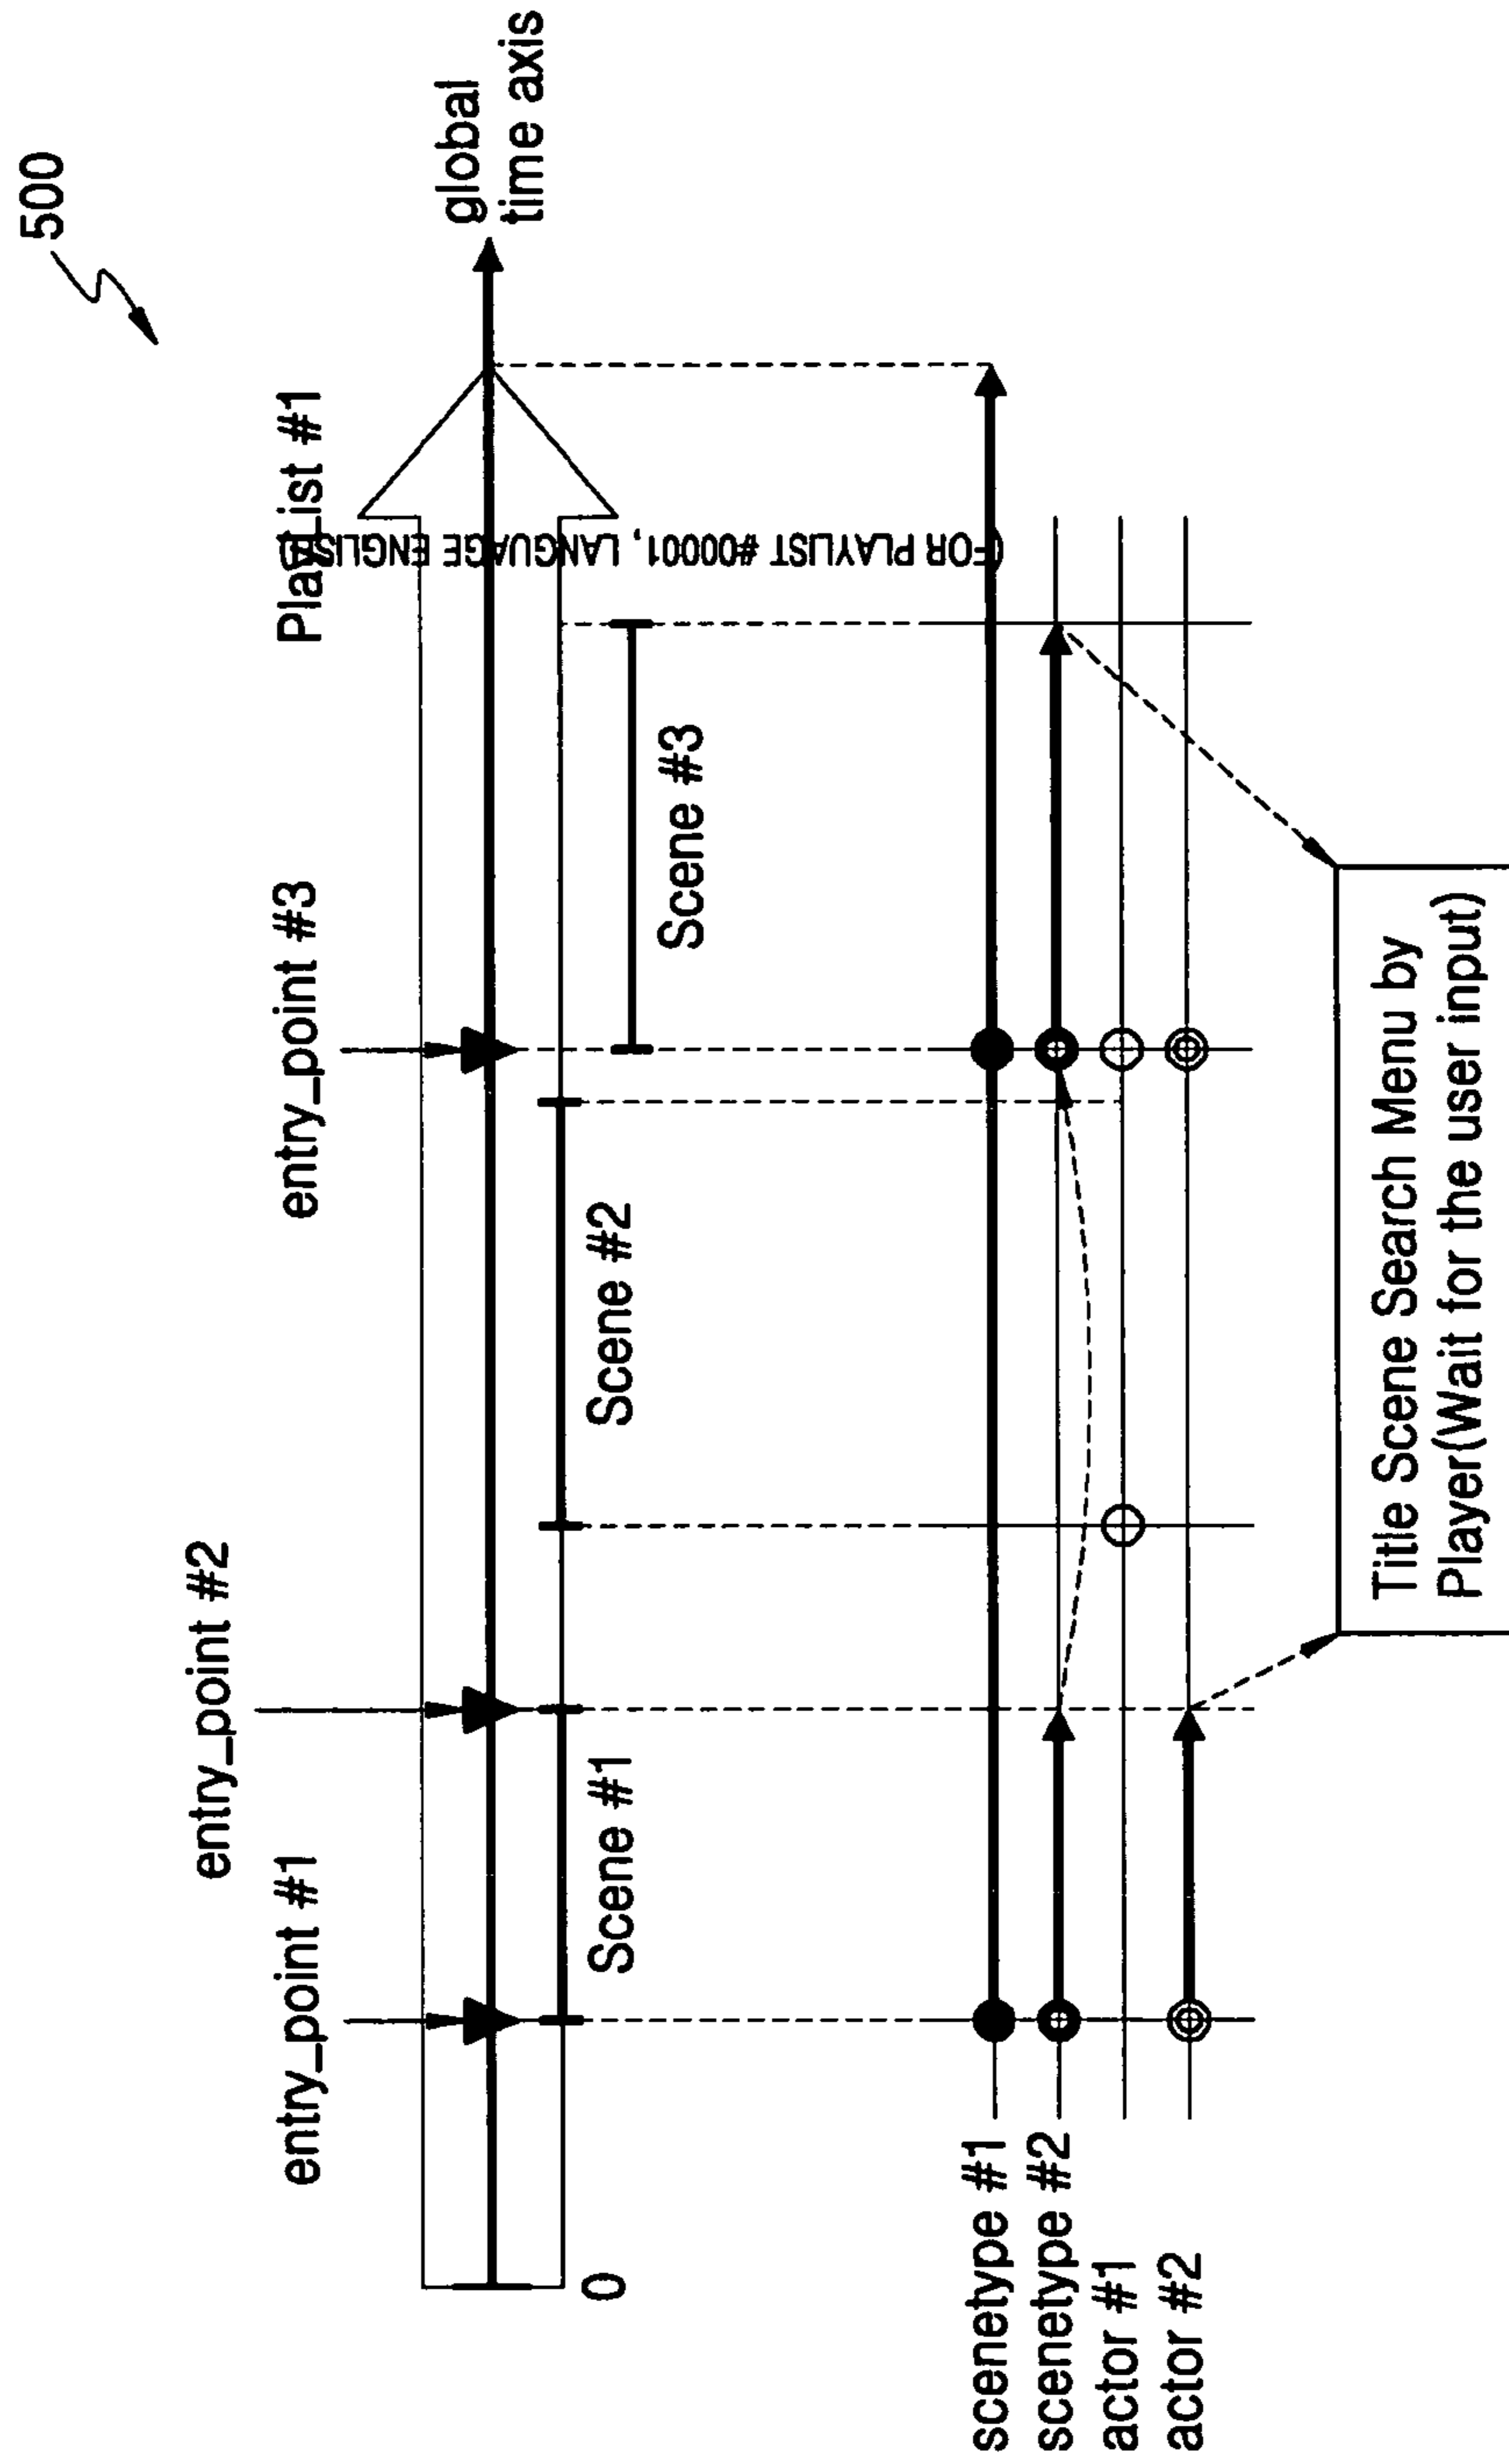 500
PlayList #1
global
time axis
entry_point #1
entry_point #2
entry_point #3
(FOR PLAYLIST #00001, LANGUAGE ENGLISH)
Scene #1
Scene #2
Scene #3
0
scenetype #1
scenetype #2
actor #1
actor #2
Title Scene Search Menu by
Player(Wait for the user input)